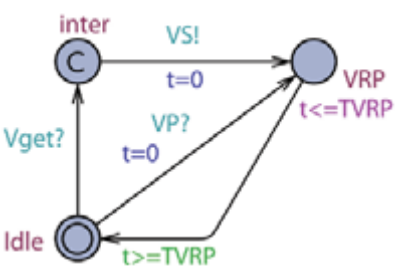 inter
VS!
C
t=0
VRP
t<=TVRP
VP?
Vget?
t=0
Idle
t>=TVRP